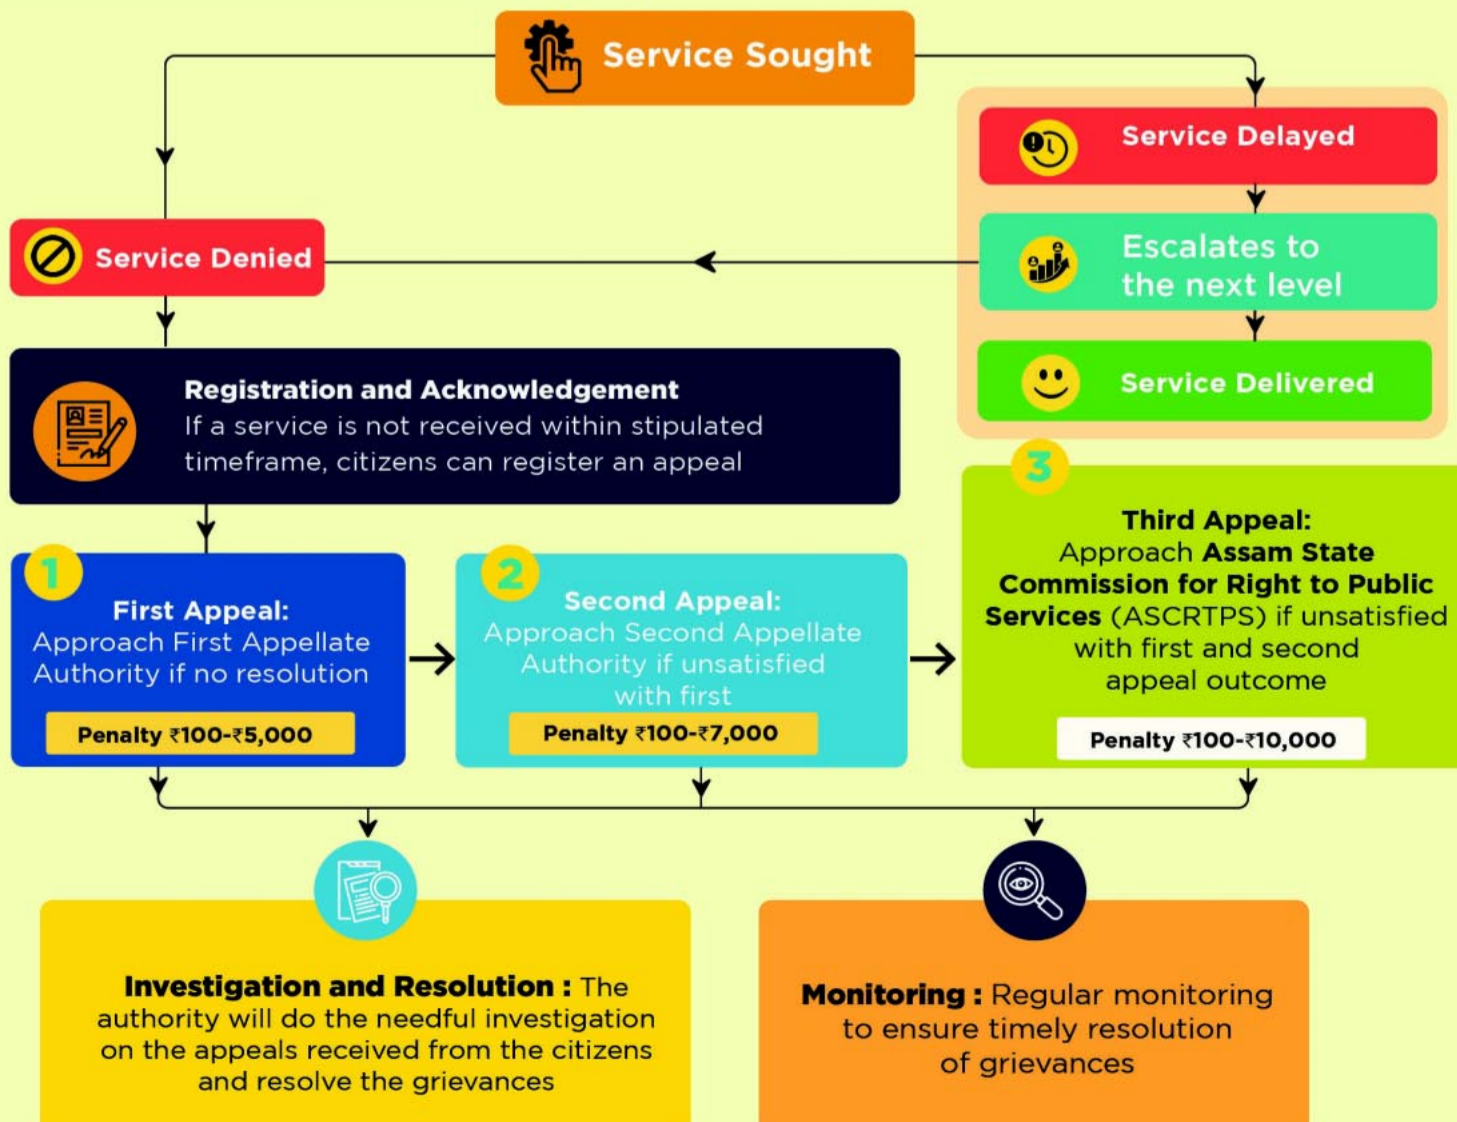 Service Sought
Service Delayed
Escalates to
the next level
Service Delivered
Service Denied
Registration and Acknowledgement
If a service is not received within stipulated
timeframe, citizens can register an appeal
1
First Appeal:
Approach First Appellate
Authority if no resolution
Penalty ₹100-₹5,000
2
Second Appeal:
Approach Second Appellate
Authority if unsatisfied
with first
Penalty ₹100-₹7,000
3
Third Appeal:
Approach Assam State
Commission for Right to Public
Services (ASCRTPS) if unsatisfied
with first and second
appeal outcome
Penalty ₹100-₹10,000
Investigation and Resolution : The
authority will do the needful investigation
on the appeals received from the citizens
and resolve the grievances
Monitoring : Regular monitoring
to ensure timely resolution
of grievances